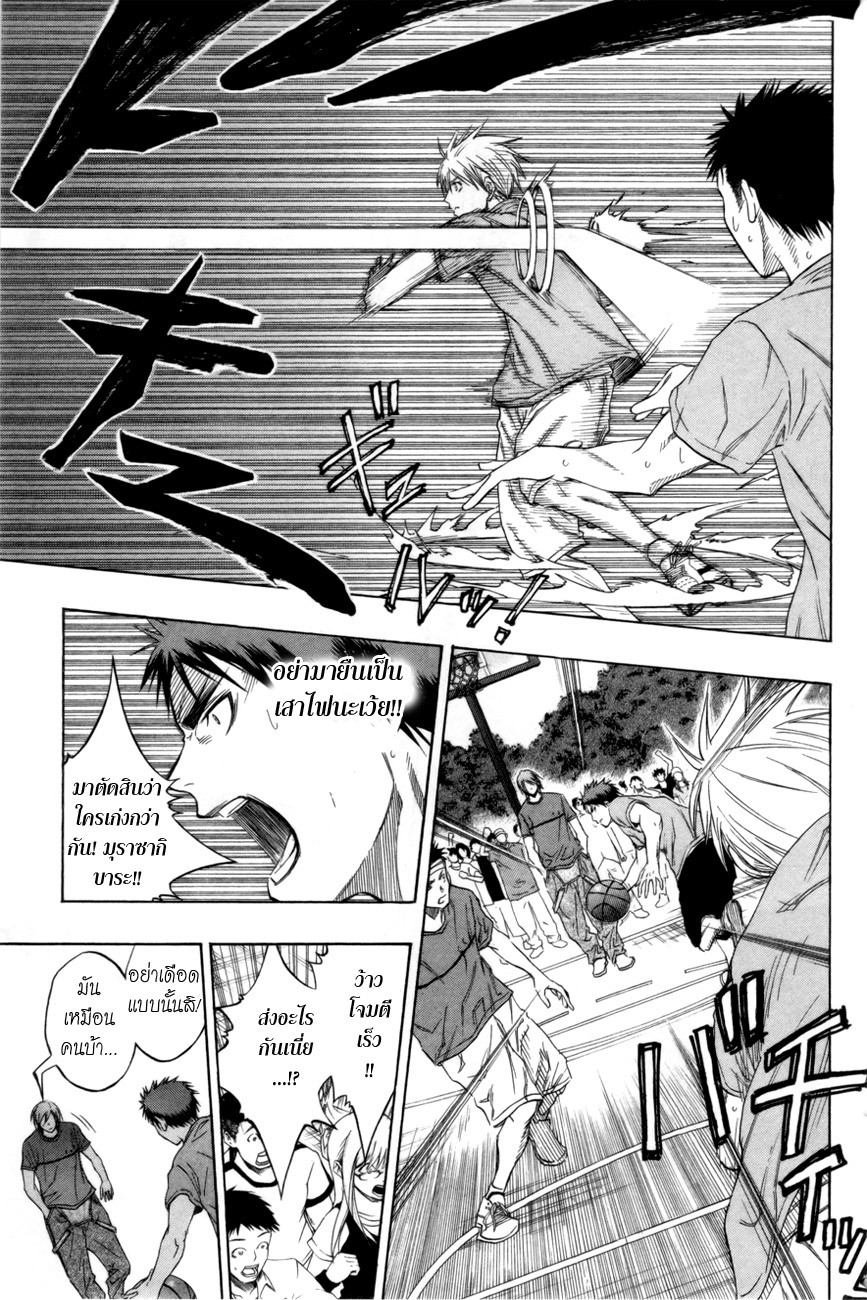 ドキュ
ギュ
ルルッ!
อย่ามายืนเป็น
เสาไฟนะเว้ย!!
มาตัดสินว่า
ใครเก่งกว่า
กัน! มุราซากิ
บาระ!!
ว้าว
โจมตี
เร็ว
!!
ส่งอะไร
กันเนี่ย
...!?
อย่าเดือด
แบบนั้นสิ!
มัน
เหมือน
คนบ้า...